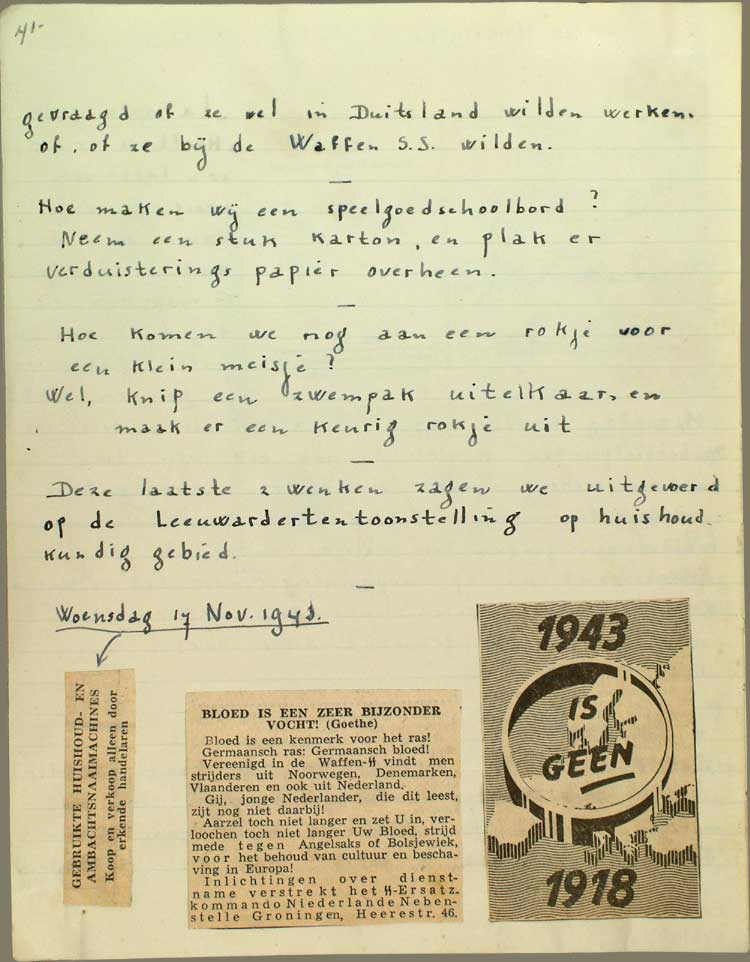 41-
gevraagd of ze wel in Duitsland wilden werken.
of. of ze bij de Waffen S.S. wilden.
—
Hoe maken wij een speelgoedschoolbord?
Neem een stuk karton, en plak er
verduisterings papier overheen.
—
Hoe komen we nog aan een rokje voor
een klein meisje?
Wel, knip een zwempak uitelkaar, en
maak er een keurig rokje uit
—
Deze laatste zwenken zagen we uitgevoerd
op de Leeuwardertentoonstelling op huishoud-
kundig gebied.
—
Woensdag 17 Nov. 1943.
GEBRUIKTE HUISHOUD- EN
AMBACHTSNAAIMACHINES
Koop en verkoop alleen door
erkende handelaren
BLOED IS EEN ZEER BIJZONDER
VOCHT! (Goethe)
Bloed is een kenmerk voor het ras!
Germaansch ras: Germaansch bloed!
Vereenigd in de Waffen-ᛋᛋ vindt men
strijders uit Noorwegen, Denemarken,
Vlaanderen en ook uit Nederland.
Gij, jonge Nederlander, die dit leest,
zijt nog niet daarbij!
Aarzel toch niet langer en zet U in, ver-
loochen toch niet langer Uw Bloed, strijd
mede tegen Angelsaks of Bolsjewiek,
voor het behoud van cultuur en bescha-
ving in Europa!
Inlichtingen over dienst-
name verstrekt het ᛋᛋ-Ersatz-
kommando Niederlande Neben-
stelle Groningen, Heerestr. 46.
1943
IS
GEEN
1918